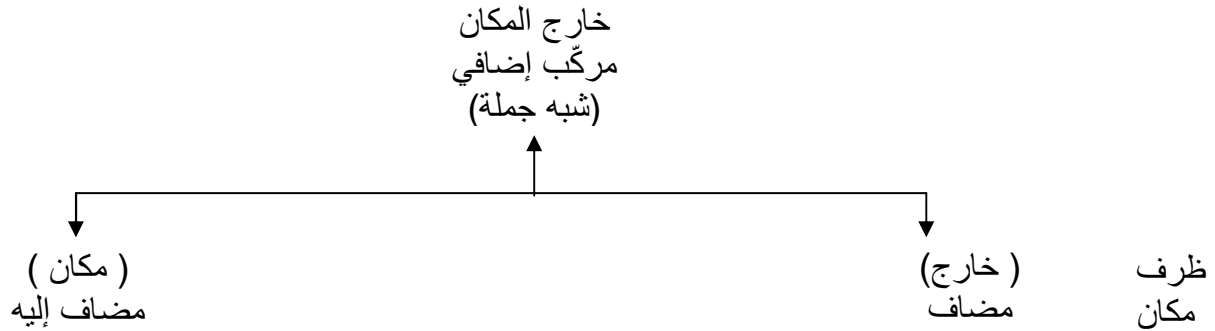 خارج المكان
مركّب إضافي
(شبه جملة)
ظرف ( خارج) ( مكان )
مكان مضاف مضاف إليه